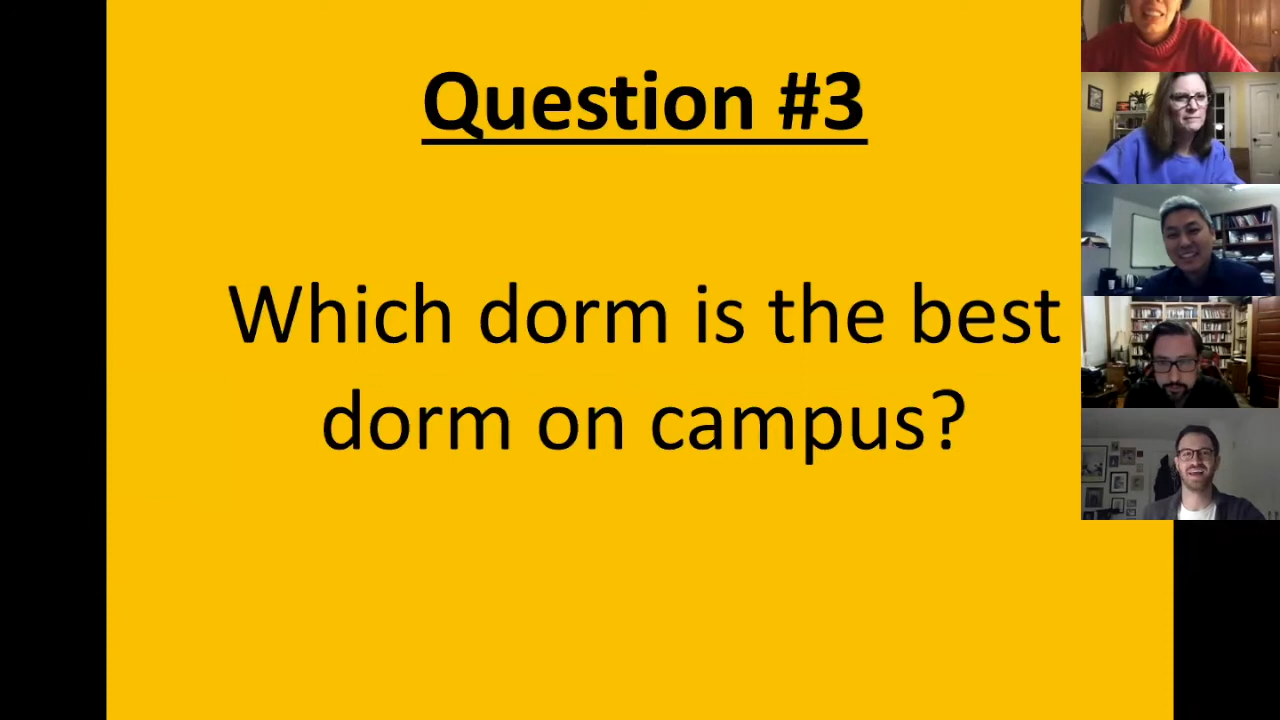 Question #3
Which dorm is the best
dorm on campus?